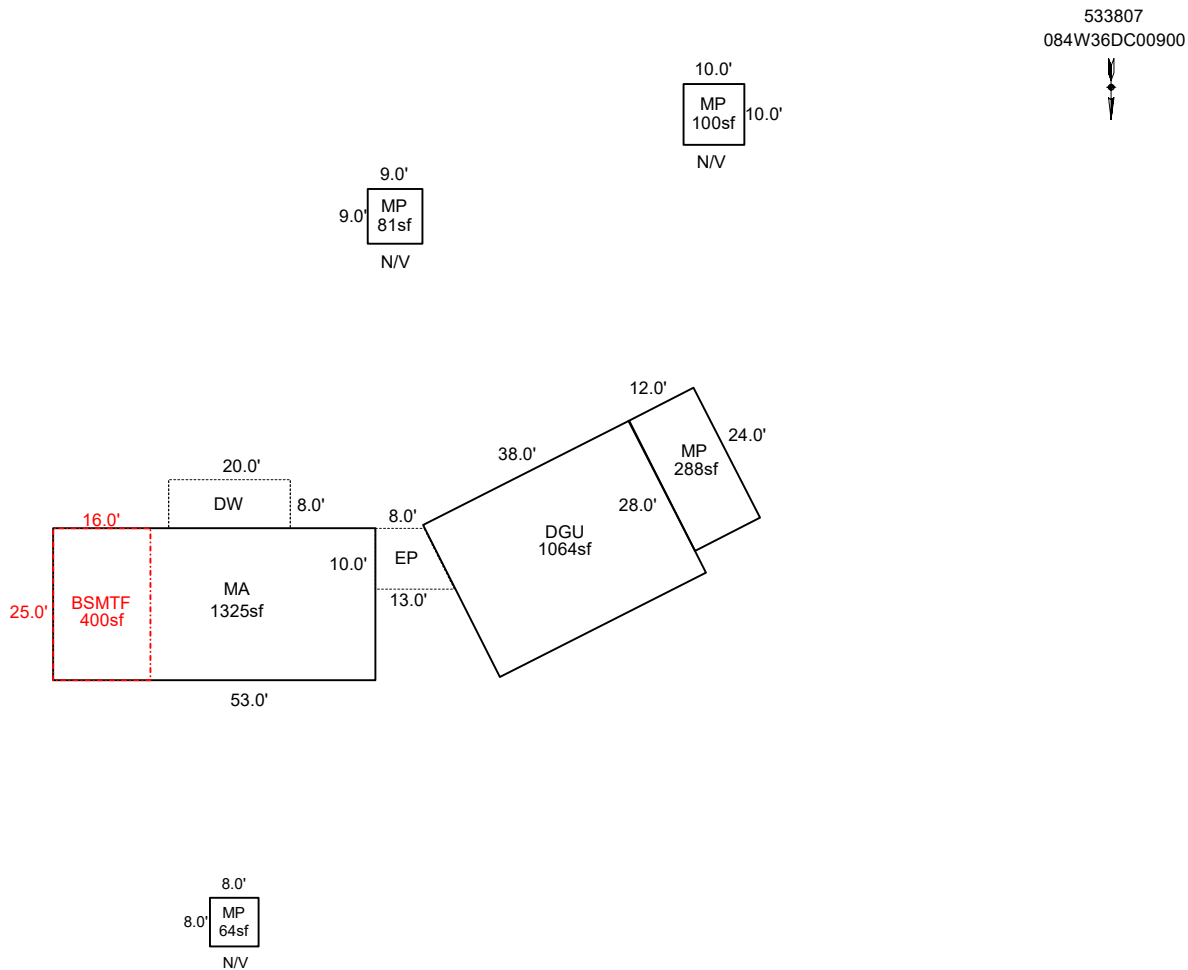 533807
084W36DC00900
10.0'
MP
100sf
10.0'
N/V
9.0'
9.0'
MP
81sf
N/V
12.0'
38.0'
MP
288sf
24.0'
28.0'
DGU
1064sf
20.0'
DW
8.0'
16.0'
8.0'
EP
10.0'
13.0'
MA
1325sf
BSMTF
400sf
25.0'
53.0'
8.0'
8.0'
MP
64sf
N/V